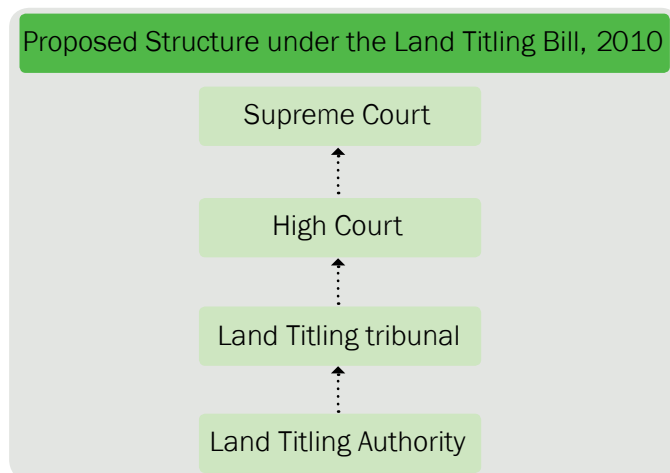 Proposed Structure under the Land Titling Bill, 2010
Supreme Court
High Court
Land Titling tribunal
Land Titling Authority